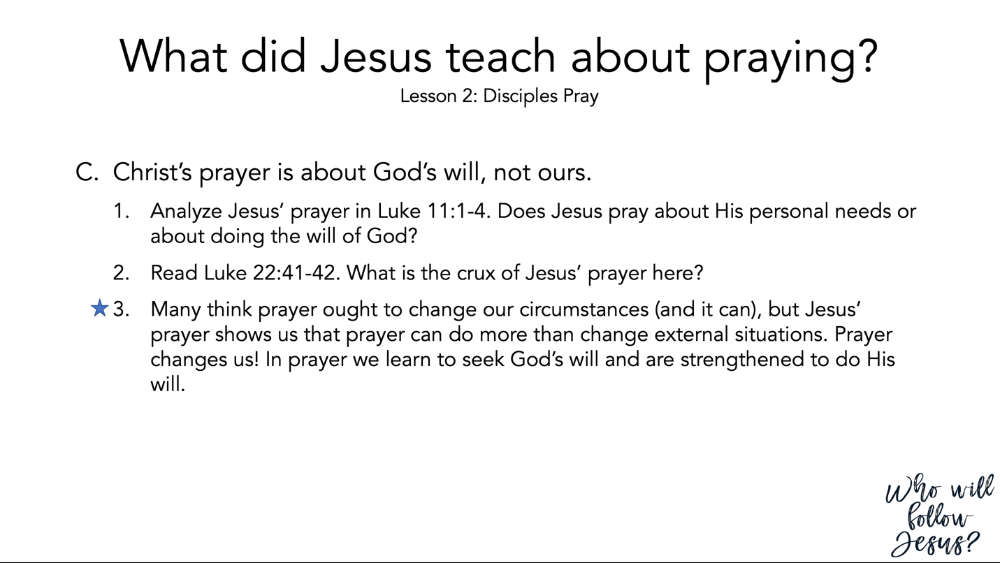 What did Jesus teach about praying?
Lesson 2: Disciples Pray
C. Christ’s prayer is about God’s will, not ours.
1. Analyze Jesus’ prayer in Luke 11:1-4. Does Jesus pray about His personal needs or
about doing the will of God?
2. Read Luke 22:41-42. What is the crux of Jesus’ prayer here?
3. Many think prayer ought to change our circumstances (and it can), but Jesus’
prayer shows us that prayer can do more than change external situations. Prayer
changes us! In prayer we learn to seek God’s will and are strengthened to do His
will.
Who will
follow
Jesus?